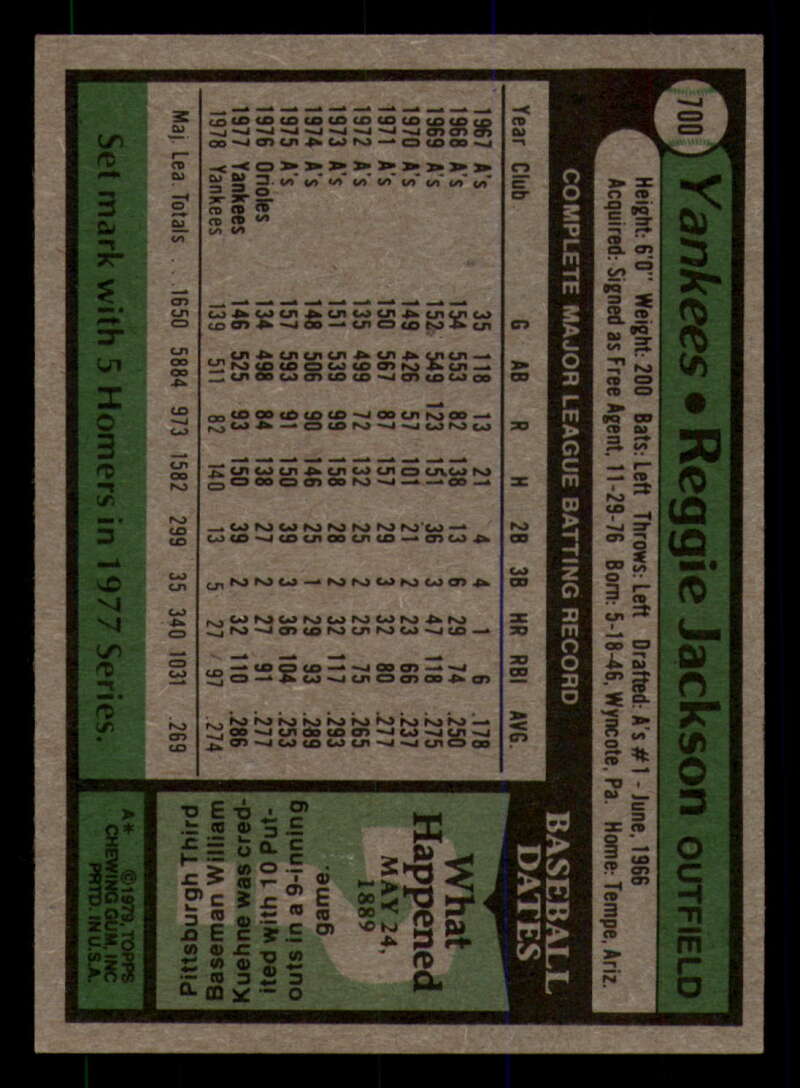 700
Yankees • Reggie Jackson OUTFIELD
Height: 6'0" Weight: 200 Bats: Left Throws: Left Drafted: A's #1 - June, 1966
Acquired: Signed as Free Agent, 11-29-76 Born: 5-18-46, Wyncote, Pa. Home: Tempe, Ariz.
COMPLETE MAJOR LEAGUE BATTING RECORD
Year Club G AB R H 2B 3B HR RBI AVG.
1967 A's 35 118 13 21 4 4 1 6 .178
1968 A's 154 553 82 138 13 6 29 74 .250
1969 A's 152 549 123 151 36 3 47 118 .275
1970 A's 149 426 57 101 21 2 23 66 .237
1971 A's 150 567 87 157 29 3 32 80 .277
1972 A's 135 499 72 132 25 2 25 75 .265
1973 A's 151 539 99 158 28 2 32 117 .293
1974 A's 148 506 90 146 25 1 29 93 .289
1975 A's 157 593 91 150 39 3 36 104 .253
1976 Orioles 134 498 84 138 27 2 27 91 .277
1977 Yankees 146 525 93 150 39 2 32 110 .286
1978 Yankees 139 511 82 140 13 5 27 97 .274
Maj. Lea. Totals . . 1650 5884 973 1582 299 35 340 1031 .269
Set mark with 5 Homers in 1977 Series.
BASEBALL
DATES
What
Happened
MAY 24,
1889
Pittsburgh Third
Baseman William
Kuehne was cred-
ited with 10 Put-
outs in a 9-inning
game.
A* ©1979, TOPPS
CHEWING GUM, INC
PRTD. IN U.S.A.